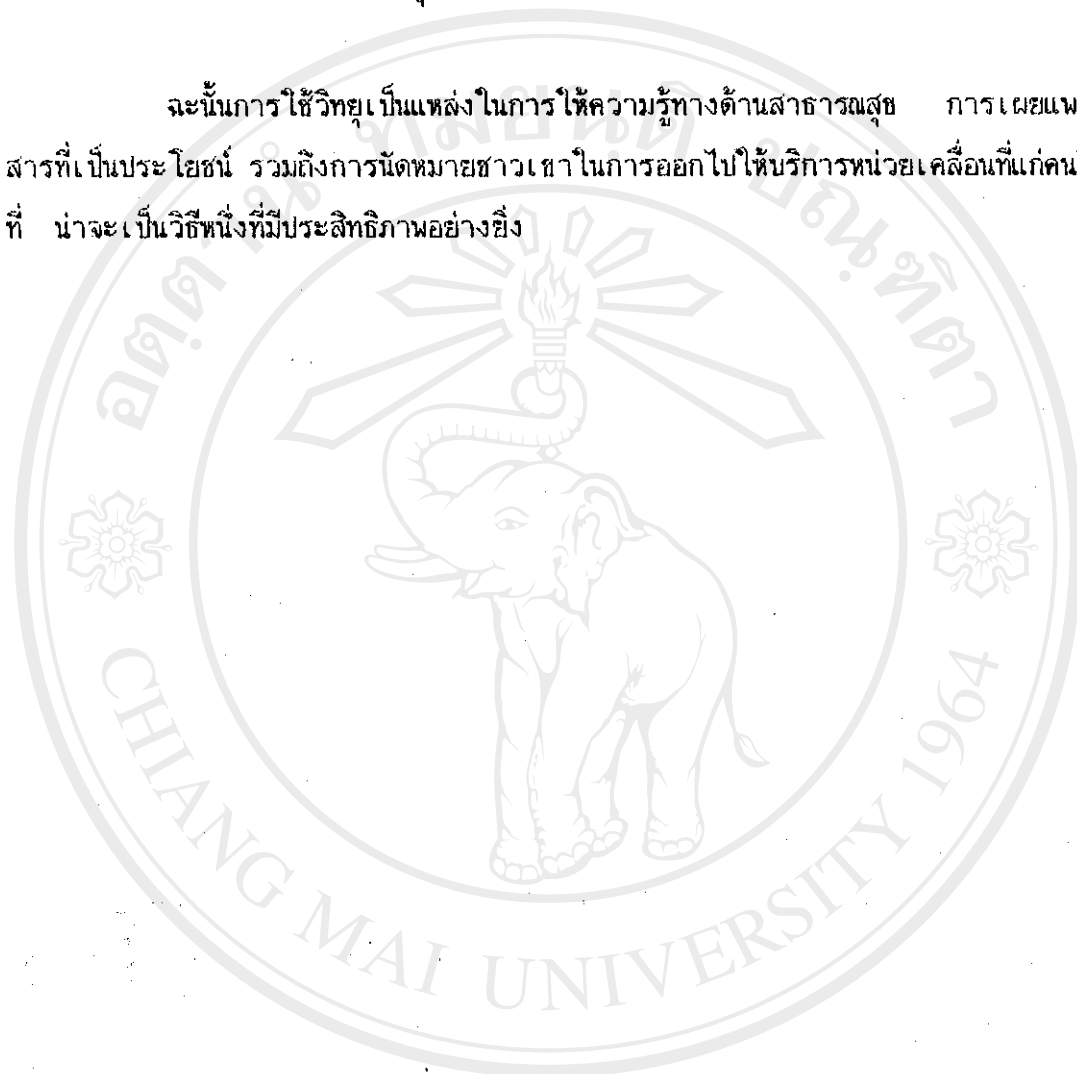 ฉะนั้นการใช้วิทยุเป็นแหล่งในการให้ความรู้ทางด้านสาธารณสุข การเผยแพ
สารที่เป็นประโยชน์ รวมถึงการนัดหมายชาวเขาในการออกไปให้บริการหน่วยเคลื่อนที่แก่คน
ที่ น่าจะเป็นวิธีหนึ่งที่มีประสิทธิภาพอย่างยิ่ง
CHIANG MAI UNIVERSITY 1964